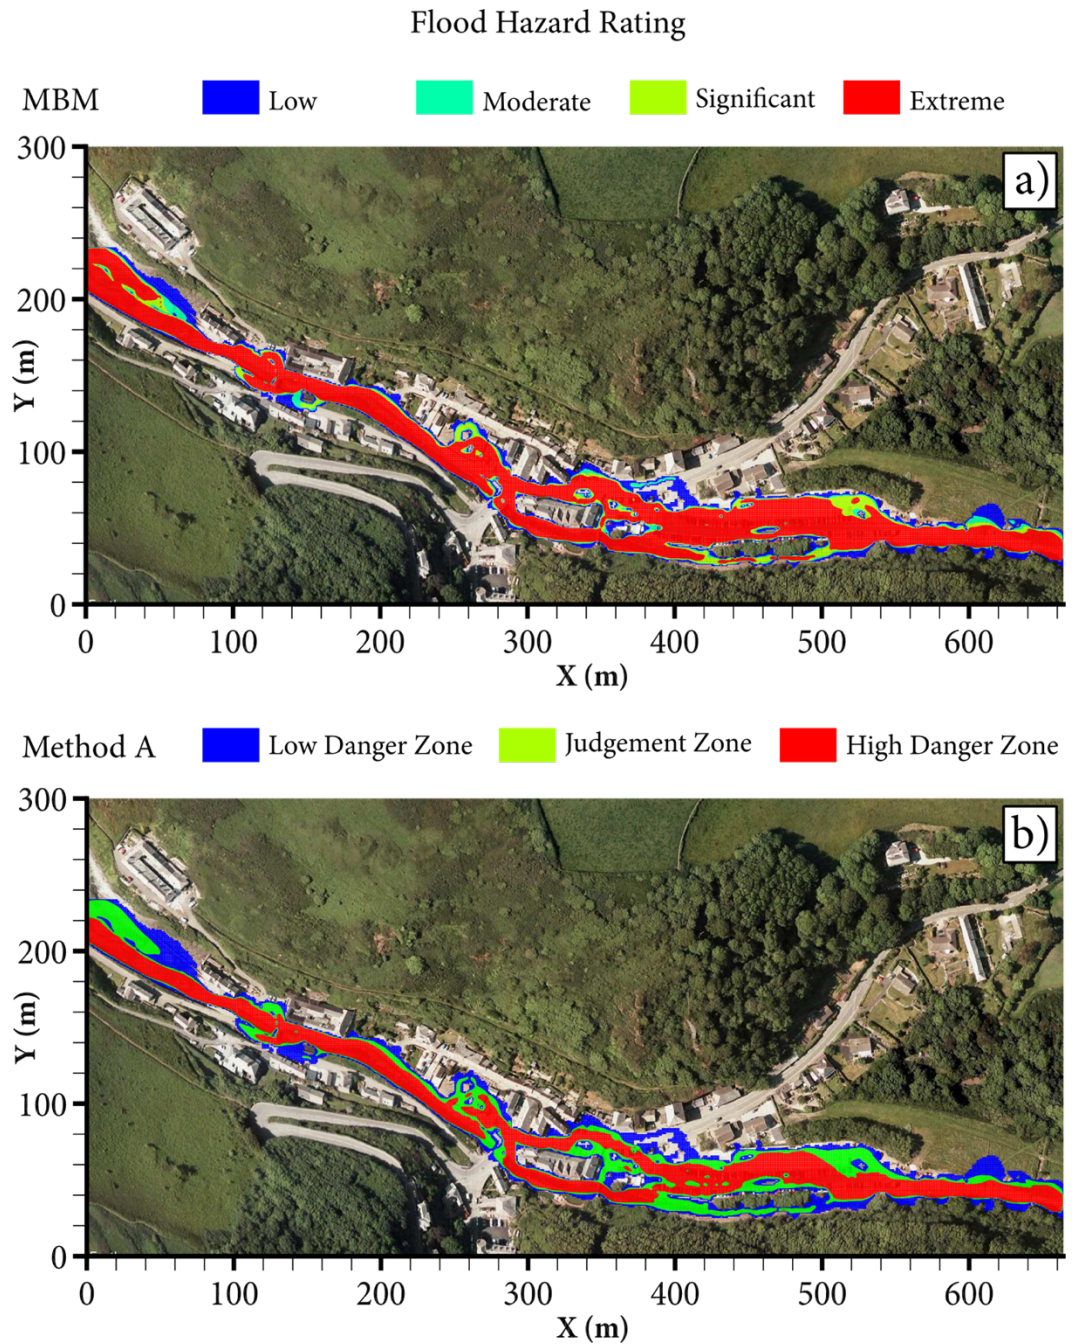 Flood Hazard Rating
MBM Low Moderate Significant Extreme
a)
300
200
100
0
Y (m)
0 100 200 300 400 500 600
X (m)
Method A Low Danger Zone Judgement Zone High Danger Zone
b)
300
200
100
0
Y (m)
0 100 200 300 400 500 600
X (m)